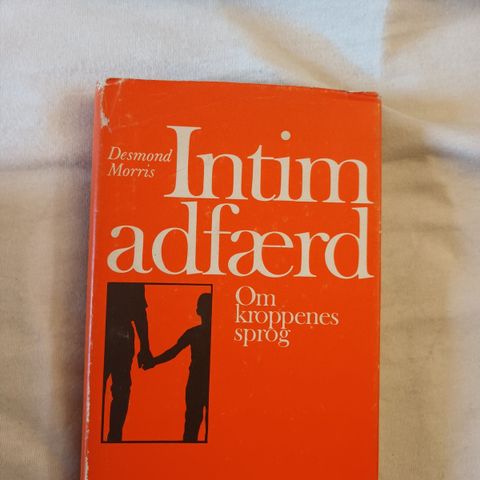 Desmond
Morris
Intim
adfærd
Om
kroppenes
sprog